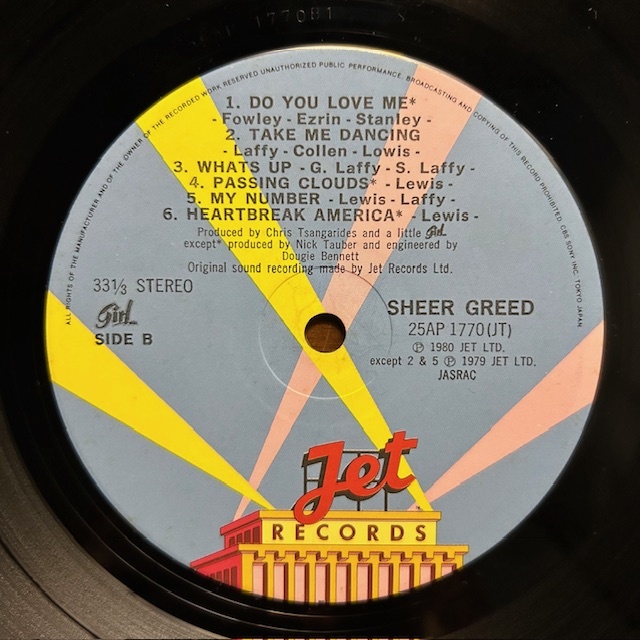 1770B1
ALL RIGHTS OF THE MANUFACTURER AND OF THE OWNER OF THE RECORDED WORK RESERVED UNAUTHORIZED PUBLIC PERFORMANCE, BROADCASTING AND COPYING OF THIS RECORD PROHIBITED. CBS SONY INC. TOKYO JAPAN.
1. DO YOU LOVE ME*
- Fowley - Ezrin - Stanley -
2. TAKE ME DANCING
- Laffy - Collen - Lowis -
3. WHATS UP - G. Laffy - S. Laffy -
4. PASSING CLOUDS* - Lewis -
5. MY NUMBER - Lewis - Laffy -
6. HEARTBREAK AMERICA* - Lewis -
Produced by Chris Tsangarides and a little Girl
except* produced by Nick Tauber and engineered by
Dougie Bennett
Original sound recording made by Jet Records Ltd.
33⅓ STEREO
Girl
SIDE B
SHEER GREED
25AP 1770(JT)
Ⓟ 1980 JET LTD.
except 2 & 5 Ⓟ 1979 JET LTD.
JASRAC
Jet
RECORDS